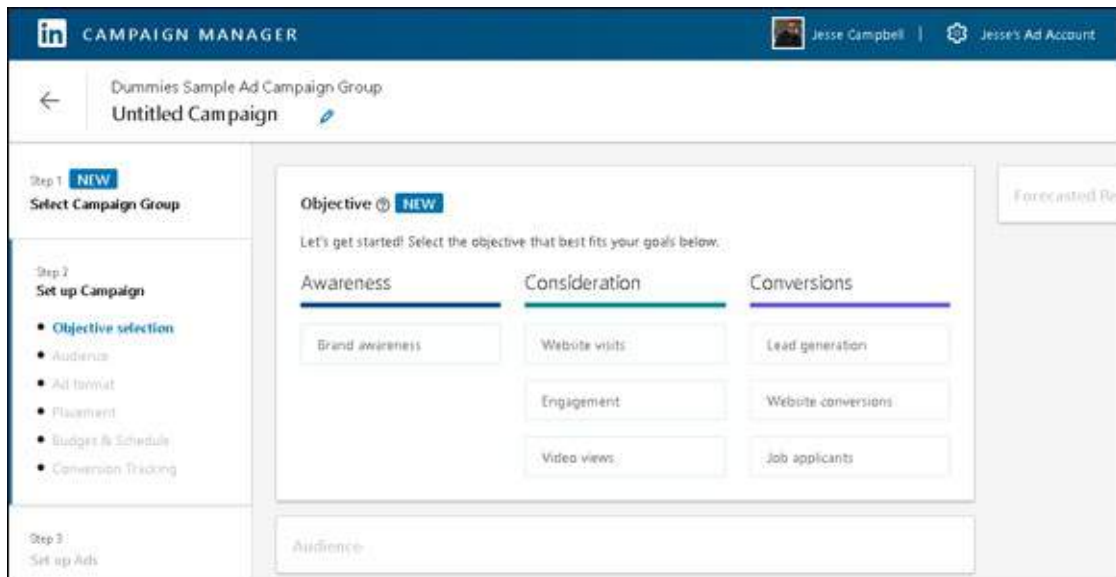 in CAMPAIGN MANAGER
Jesse Campbell | Jesse's Ad Account
Dummies Sample Ad Campaign Group
Untitled Campaign
Step 1 NEW
Select Campaign Group
Step 2
Set up Campaign
Objective selection
Audience
Ad format
Placement
Budgets & Schedule
Conversion Tracking
Step 3
Set up Ads
Objective NEW
Let's get started! Select the objective that best fits your goals below.
Awareness Consideration Conversions
Brand awareness Website visits Lead generation
Engagement Website conversions
Video views Job applicants
Audience
Forecasted Re